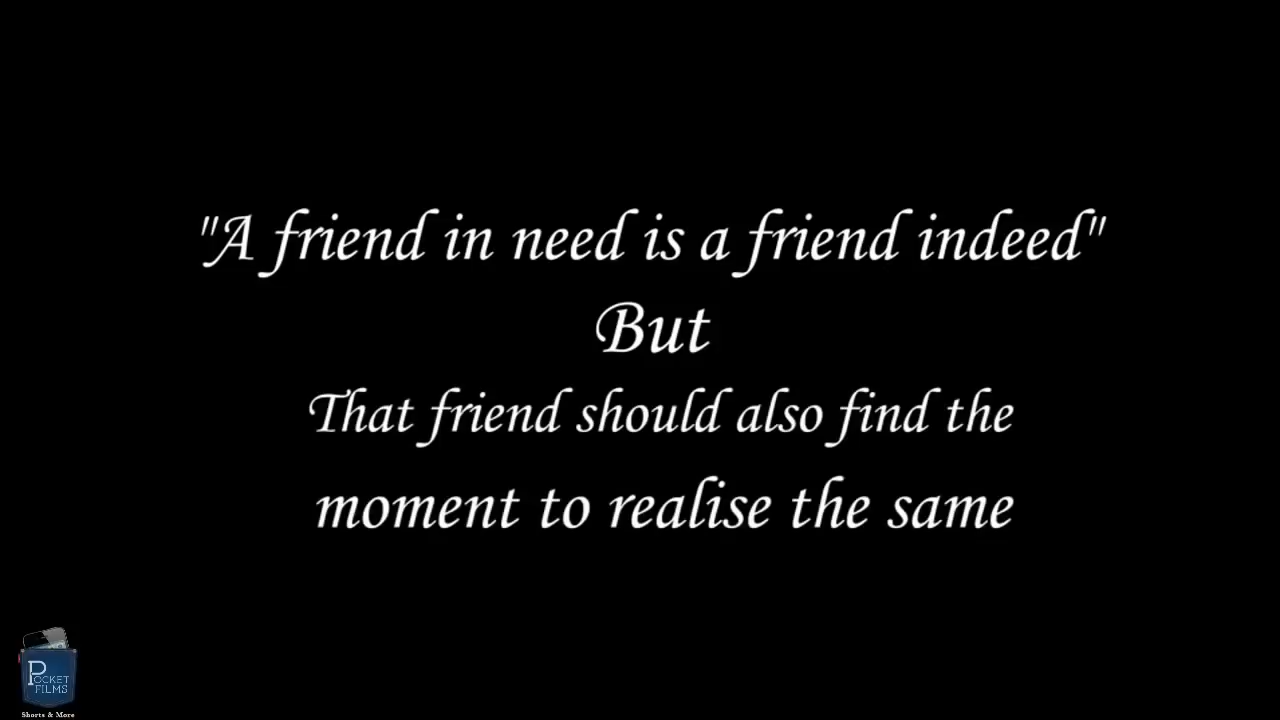 "A friend in need is a friend indeed"
But
That friend should also find the
moment to realise the same
POCKET
FILMS
Shorts & More